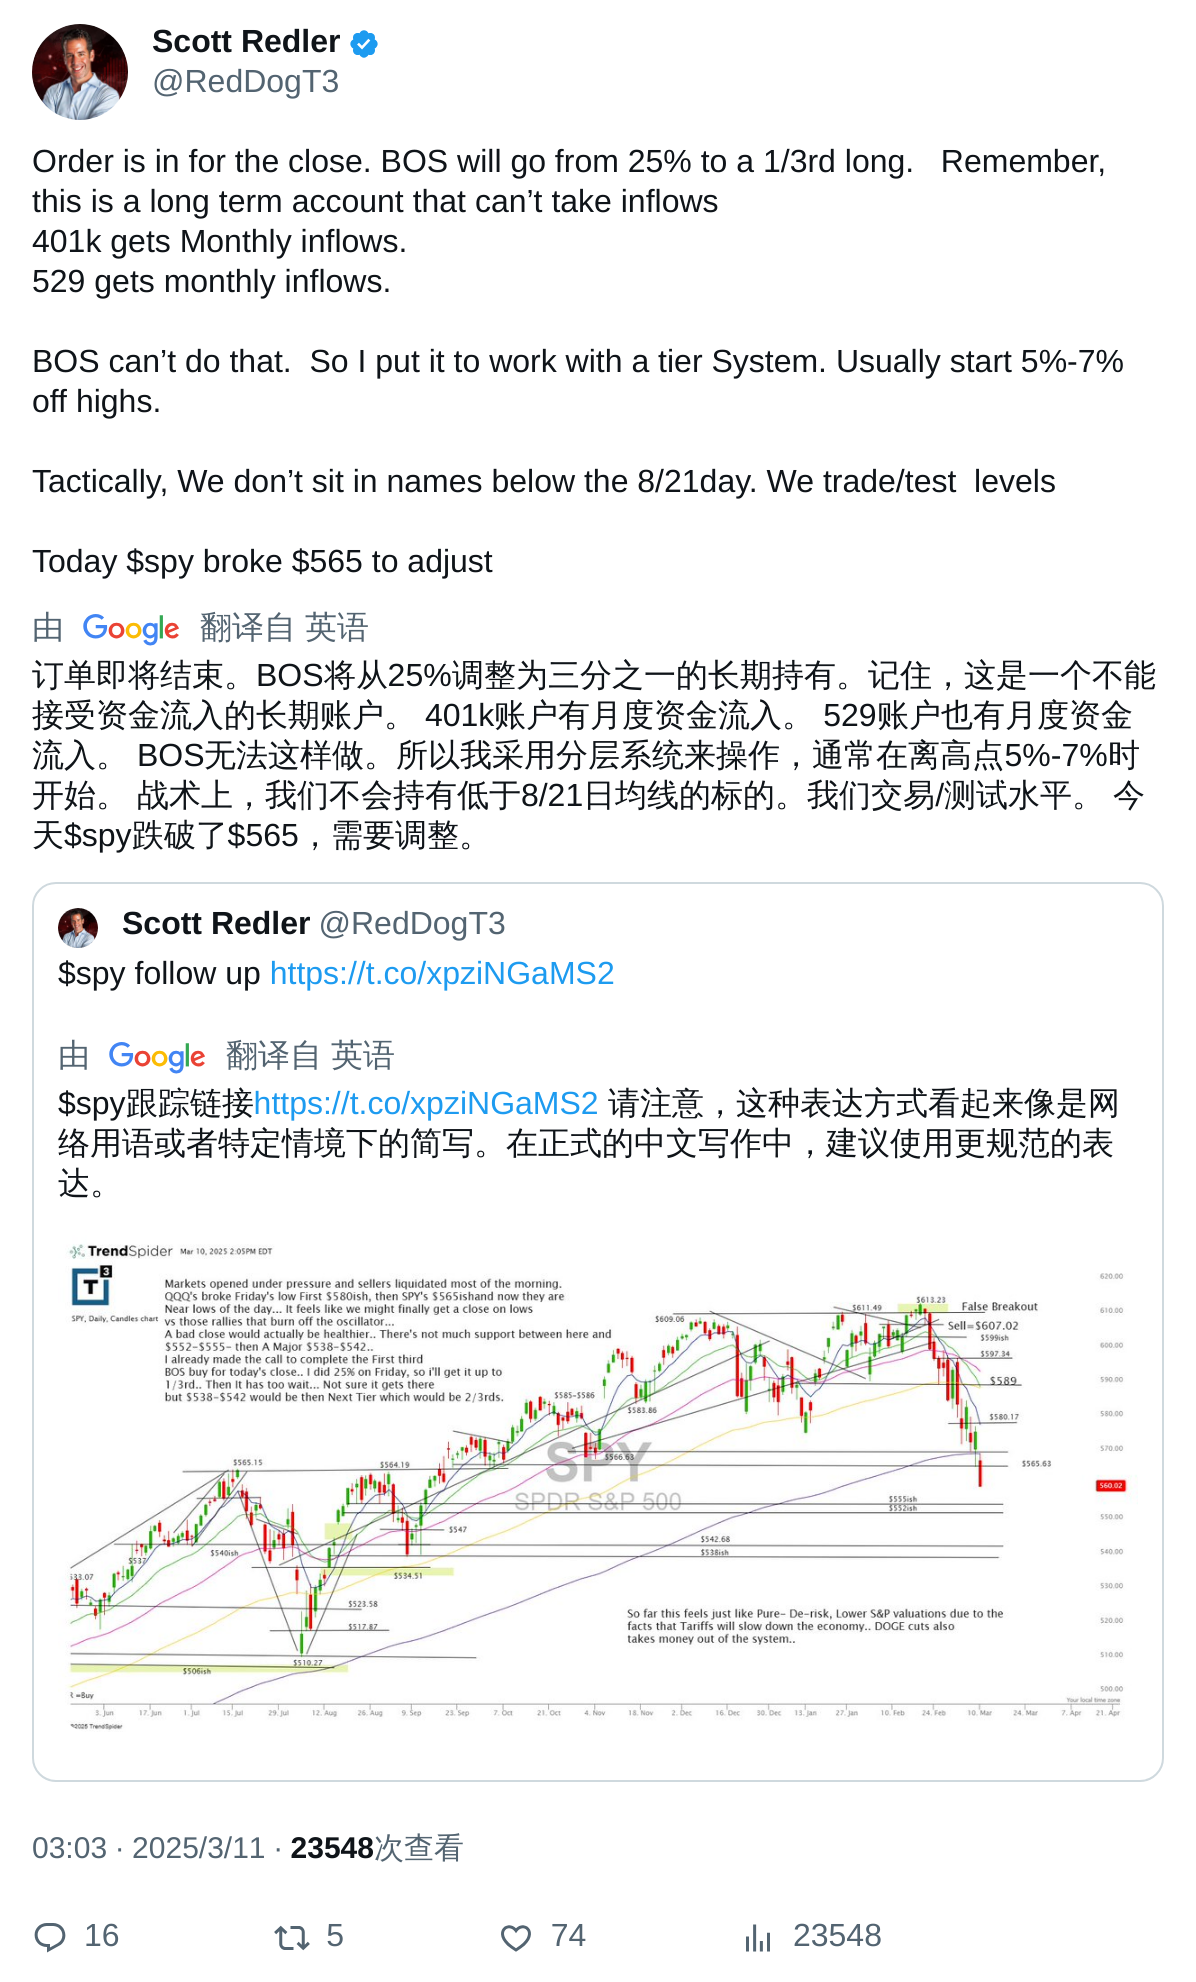 Scott Redler
@RedDogT3
Order is in for the close. BOS will go from 25% to a 1/3rd long.   Remember,
this is a long term account that can’t take inflows
401k gets Monthly inflows.
529 gets monthly inflows.
BOS can’t do that.  So I put it to work with a tier System. Usually start 5%-7%
off highs.
Tactically, We don’t sit in names below the 8/21day. We trade/test  levels
Today $spy broke $565 to adjust
由 Google 翻译自 英语
订单即将结束。BOS将从25%调整为三分之一的长期持有。记住，这是一个不能
接受资金流入的长期账户。 401k账户有月度资金流入。 529账户也有月度资金
流入。 BOS无法这样做。所以我采用分层系统来操作，通常在离高点5%-7%时
开始。 战术上，我们不会持有低于8/21日均线的标的。我们交易/测试水平。 今
天$spy跌破了$565，需要调整。
Scott Redler @RedDogT3
$spy follow up https://t.co/xpziNGaMS2
由 Google 翻译自 英语
$spy跟踪链接https://t.co/xpziNGaMS2 请注意，这种表达方式看起来像是网
络用语或者特定情境下的简写。在正式的中文写作中，建议使用更规范的表
达。
TrendSpider Mar 10, 2025 2:05PM EDT
T3
SPY, Daily, Candles chart
Markets opened under pressure and sellers liquidated most of the morning.
QQQ's broke Friday's low First $580ish, then SPY's $565ishand now they are
Near lows of the day... It feels like we might finally get a close on lows
vs those rallies that burn off the oscillator...
A bad close would actually be healthier.. There's not much support between here and
$552-$555- then A Major $538-$542..
I already made the call to complete the First third
BOS buy for today's close.. I did 25% on Friday, so i'll get it up to
1/3rd.. Then It has too wait... Not sure it gets there
but $538-$542 would be then Next Tier which would be 2/3rds.
$609.06
$611.49
$613.23
False Breakout
Sell=$607.02
$599ish
$597.34
$589
$580.17
$565.63
$585-$586
$583.86
$566.63
$565.15
$564.19
SPY
SPDR S&P 500
$555ish
$552ish
$547
$542.68
$538ish
$537
$540ish
$534.51
$533.07
$523.58
$517.87
$510.27
$506ish
So far this feels just like Pure- De-risk, Lower S&P valuations due to the
facts that Tariffs will slow down the economy.. DOGE cuts also
takes money out of the system..
620.00
610.00
600.00
590.00
580.00
570.00
560.02
550.00
540.00
530.00
520.00
510.00
500.00
R =Buy
Your local time zone
3. Jun 17. Jun 1. Jul 15. Jul 29. Jul 12. Aug 26. Aug 9. Sep 23. Sep 7. Oct 21. Oct 4. Nov 18. Nov 2. Dec 16. Dec 30. Dec 13. Jan 27. Jan 10. Feb 24. Feb 10. Mar 24. Mar 7. Apr 21. Apr
©2025 TrendSpider
03:03 · 2025/3/11 · 23548次查看
16 5 74 23548